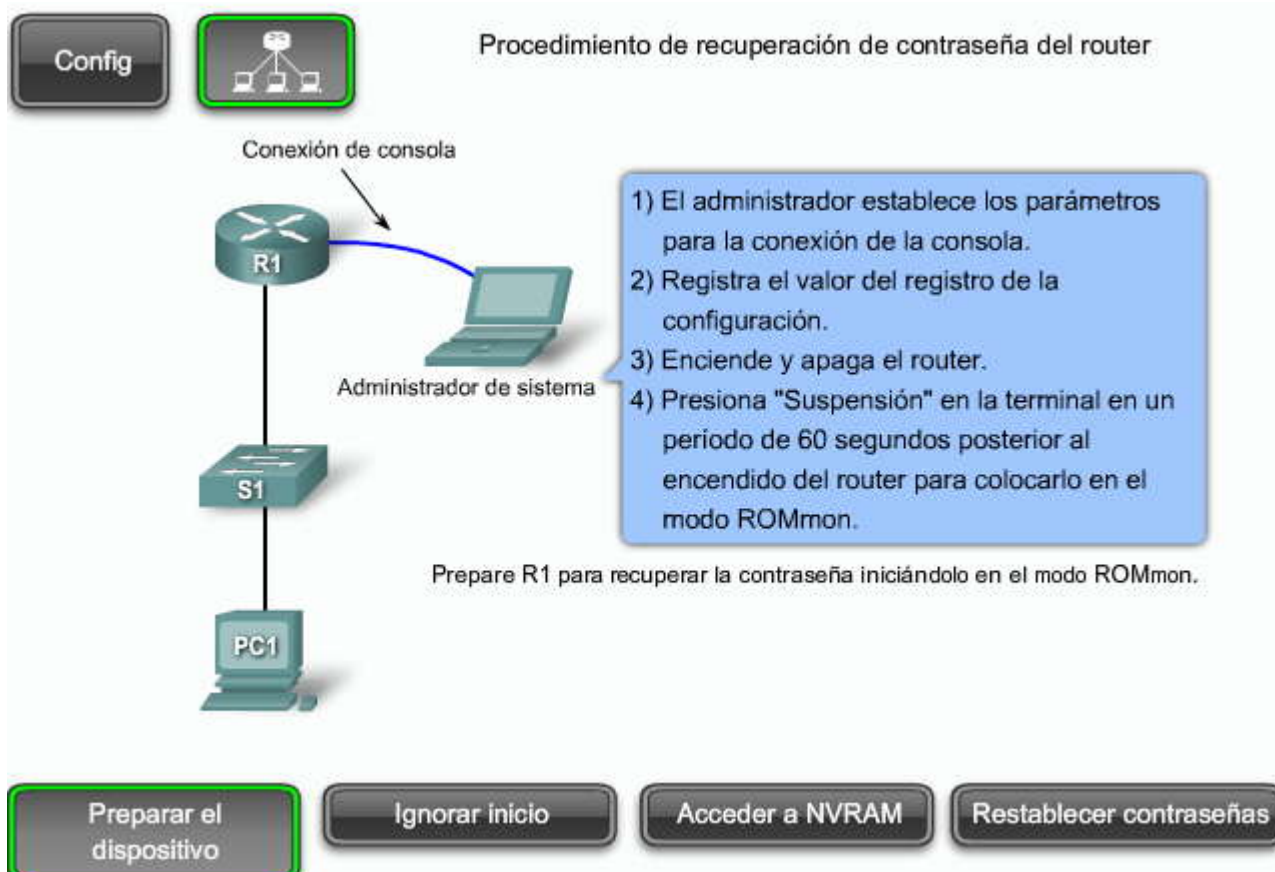 Config
Procedimiento de recuperación de contraseña del router
Conexión de consola
R1
Administrador de sistema
1) El administrador establece los parámetros
para la conexión de la consola.
2) Registra el valor del registro de la
configuración.
3) Enciende y apaga el router.
4) Presiona "Suspensión" en la terminal en un
período de 60 segundos posterior al
encendido del router para colocarlo en el
modo ROMmon.
S1
Prepare R1 para recuperar la contraseña iniciándolo en el modo ROMmon.
PC1
Preparar el
dispositivo
Ignorar inicio
Acceder a NVRAM
Restablecer contraseñas